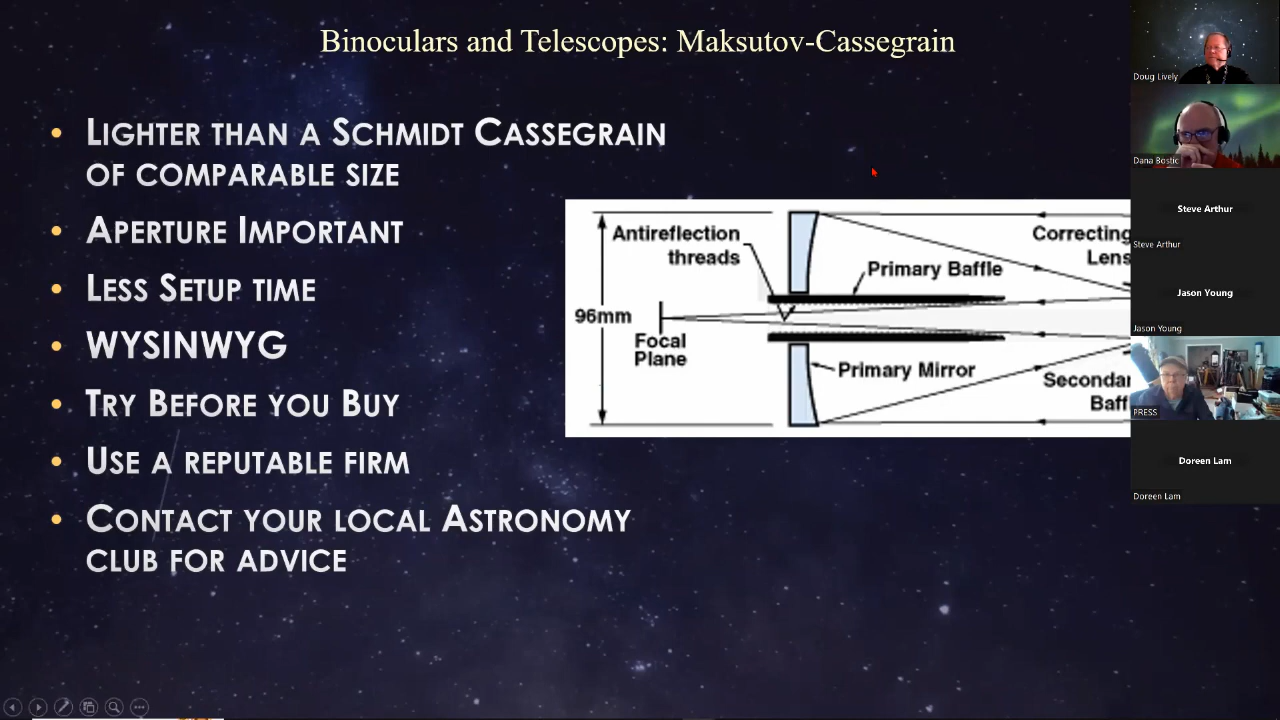 Binoculars and Telescopes: Maksutov-Cassegrain
• Lighter than a Schmidt Cassegrain
of comparable size
• Aperture Important
• Less Setup time
• WYSINWYG
• Try Before you Buy
• Use a reputable firm
• Contact your local Astronomy
club for advice
Antireflection
threads
Primary Baffle
Correcting
Lens
96mm
Focal
Plane
Primary Mirror
Secondar
Baff
Doug Lively
Dana Bostic
Steve Arthur
Steve Arthur
Jason Young
Jason Young
PRESS
Doreen Lam
Doreen Lam